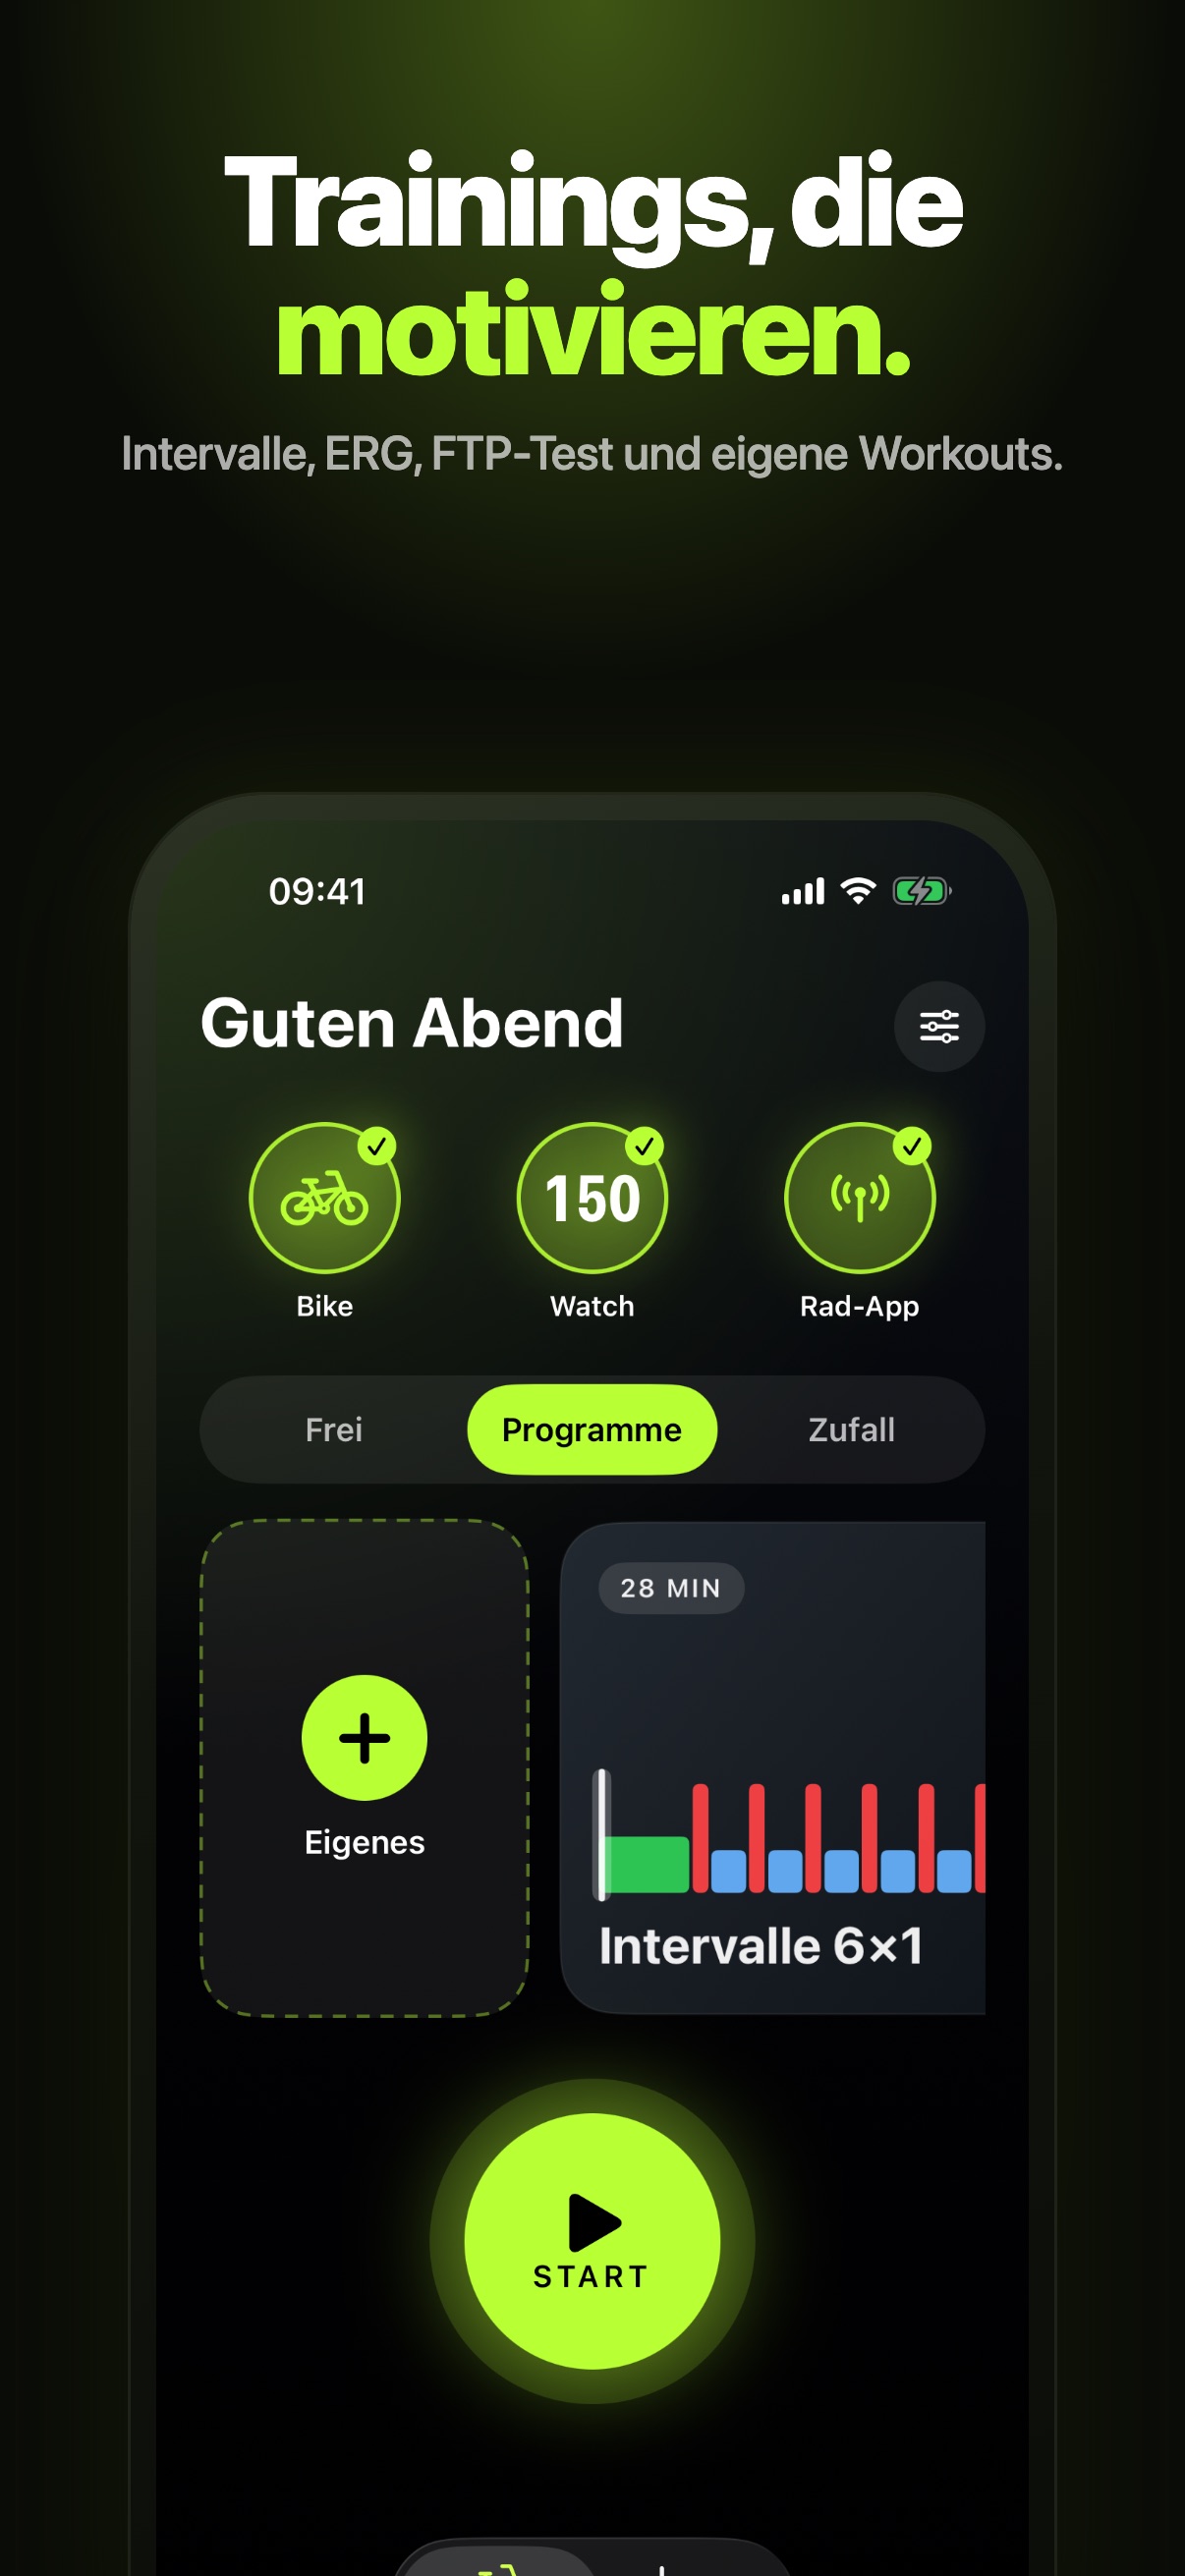 Trainings, die
motivieren.
Intervalle, ERG, FTP-Test und eigene Workouts.
09:41
Guten Abend
150
Bike
Watch
Rad-App
Frei
Programme
Zufall
28 MIN
Eigenes
Intervalle 6×1
START